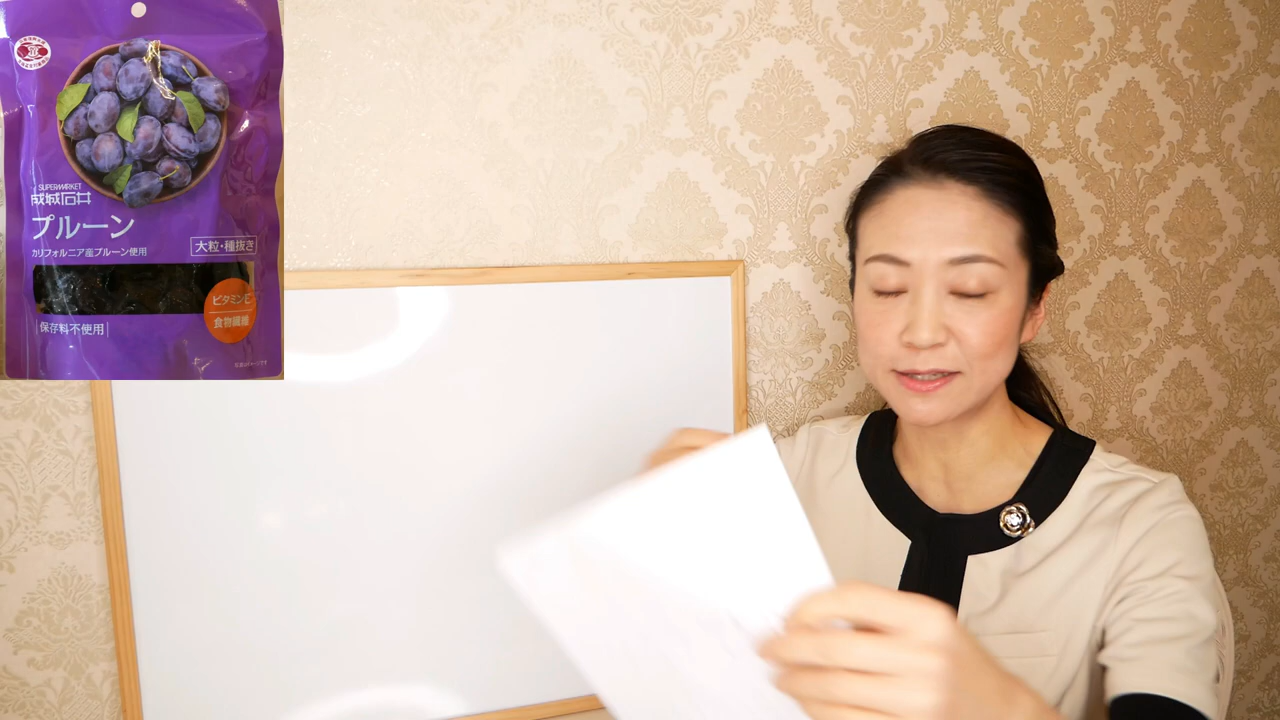 SUPERMARKET
成城石井
プルーン
カリフォルニア産プルーン使用
大粒・種抜き
ビタミンE
食物繊維
保存料不使用